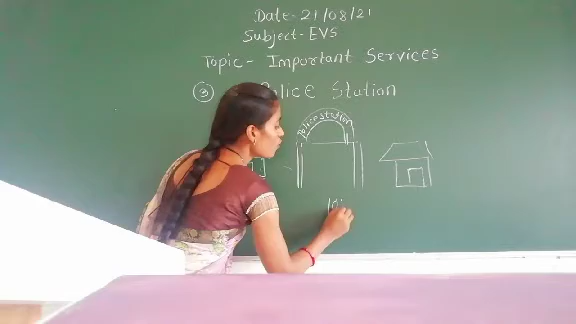 Date- 21/08/21
Subject- EVS
Topic- Important Services
③ Police Station
Police station